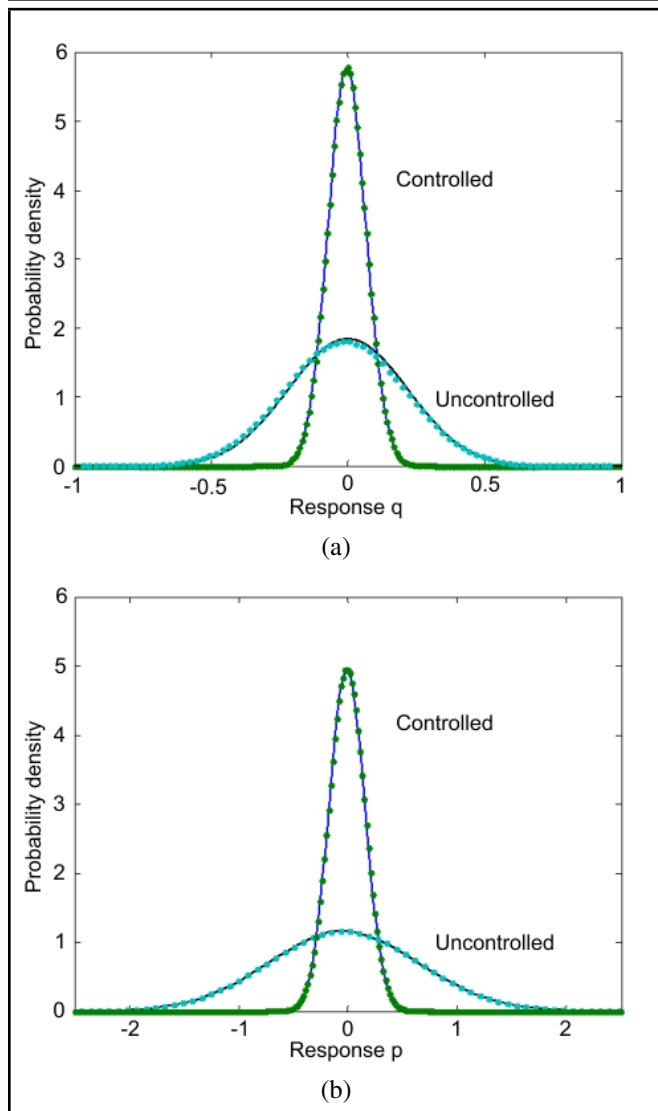 6
5
4
3
2
1
0
Probability density
Controlled
Uncontrolled
-1 -0.5 0 0.5 1
Response q
(a)
6
5
4
3
2
1
0
Probability density
Controlled
Uncontrolled
-2 -1 0 1 2
Response p
(b)